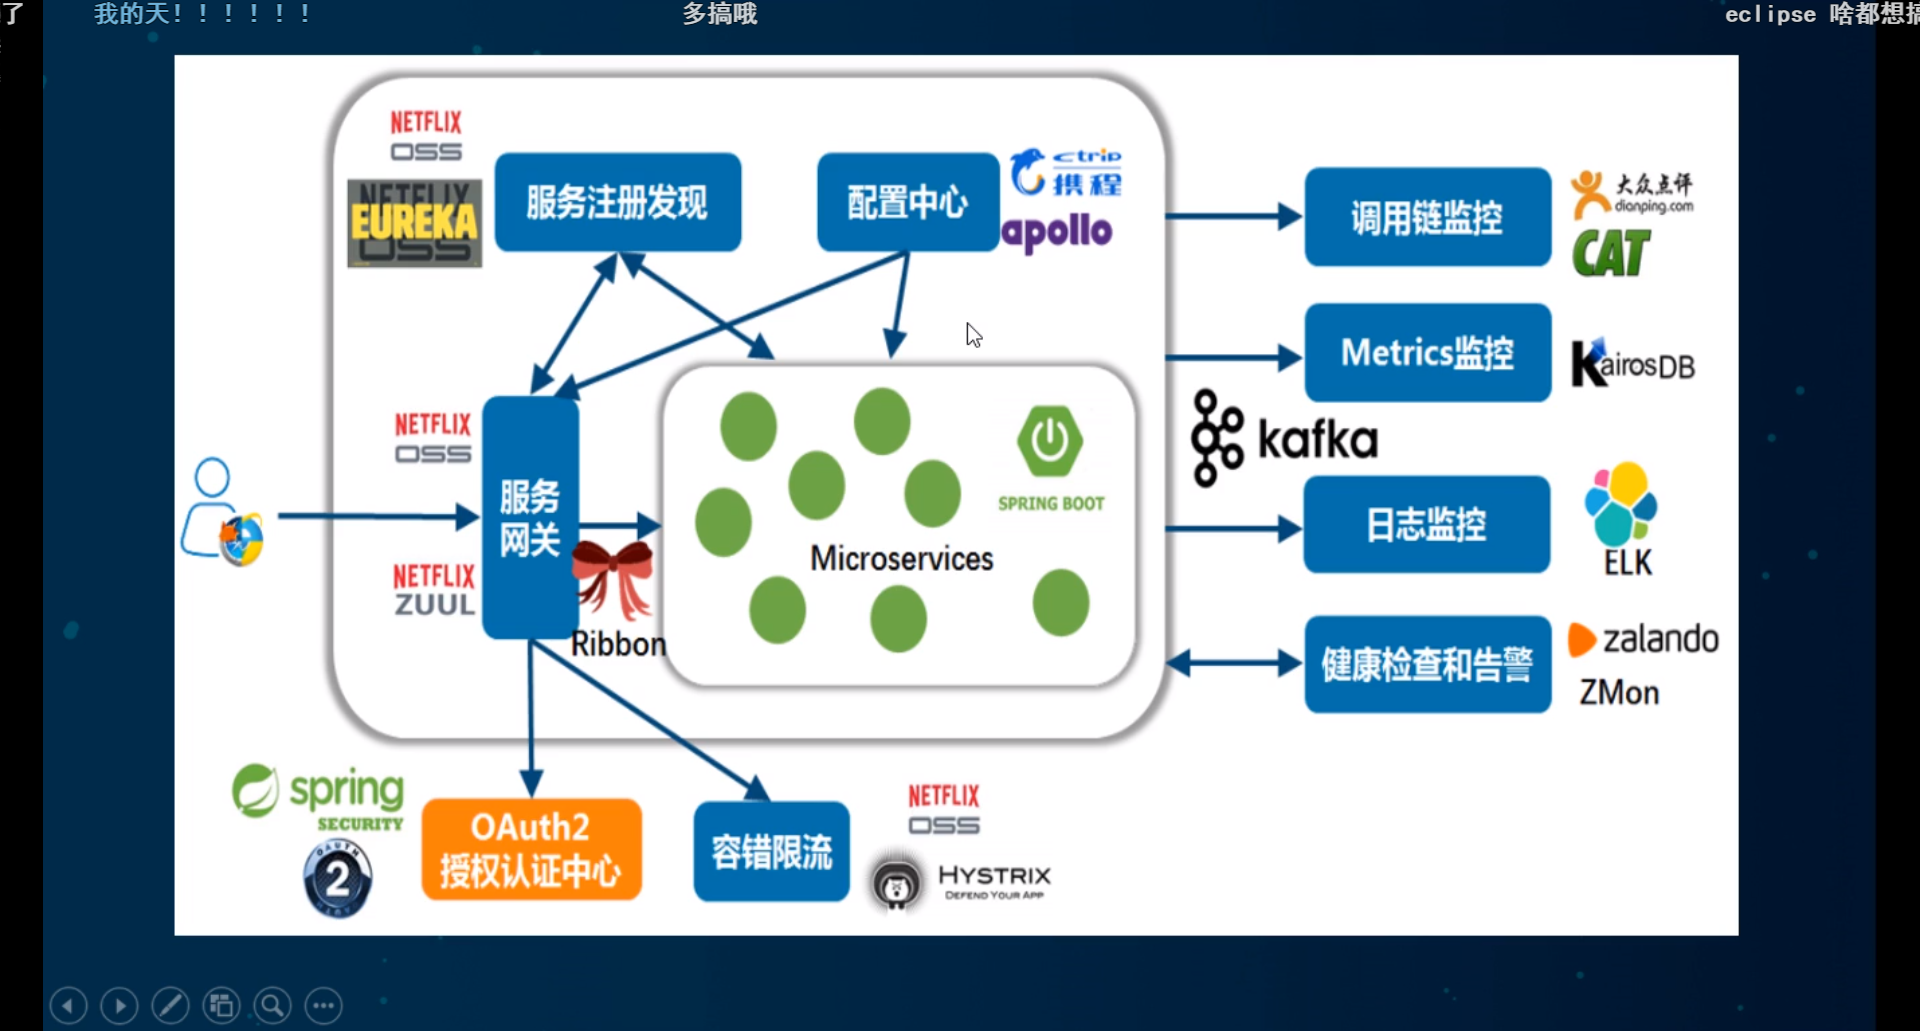 了
我的天！！！！！！
多搞哦
eclipse 啥都想搞
NETFLIX
OSS
NETFLIX
EUREKA
OSS
服务注册发现
配置中心
ctrip
携程
apollo
调用链监控
大众点评
dianping.com
CAT
Metrics监控
KairosDB
kafka
NETFLIX
OSS
服务
网关
NETFLIX
ZUUL
Ribbon
SPRING BOOT
Microservices
日志监控
ELK
健康检查和告警
zalando
ZMon
spring
SECURITY
OAUTH
2
OAuth2
授权认证中心
容错限流
NETFLIX
OSS
HYSTRIX
DEFEND YOUR APP